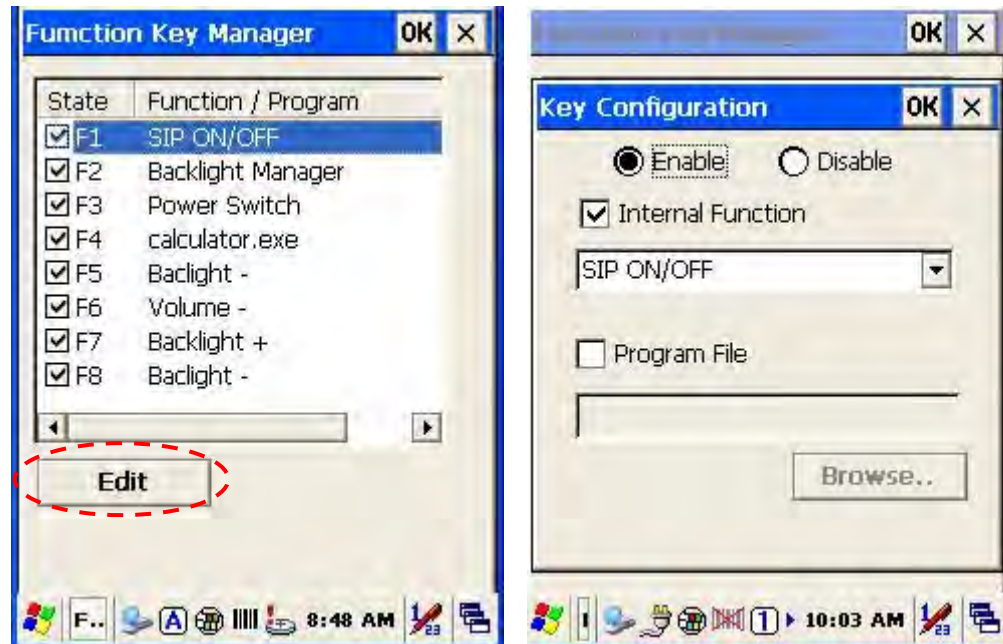 Fumction Key Manager OK ×
State Function / Program
F1 SIP ON/OFF
F2 Backlight Manager
F3 Power Switch
F4 calculator.exe
F5 Baclight -
F6 Volume -
F7 Backlight +
F8 Baclight -
Edit
F.. A 8:48 AM
OK ×
Key Configuration OK ×
Enable Disable
Internal Function
SIP ON/OFF
Program File
Browse..
1 10:03 AM